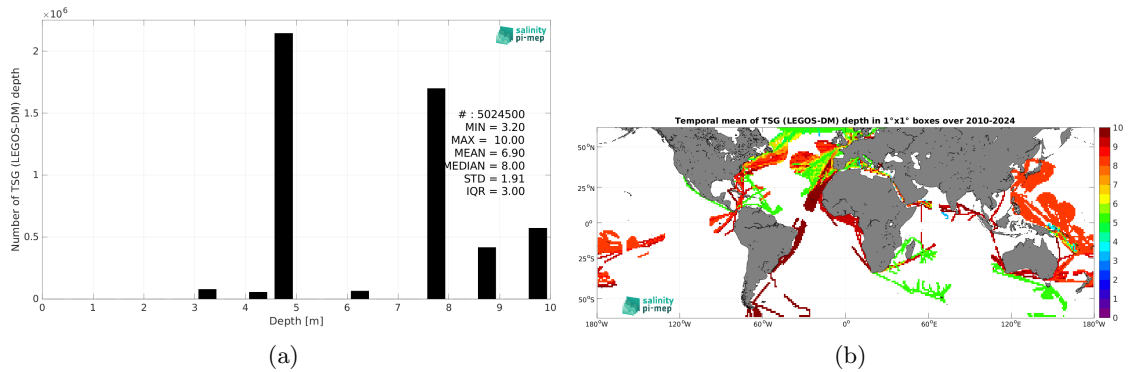 ×10⁶
2
1.5
1
0.5
0
Number of TSG (LEGOS-DM) depth
salinity
pi-mep
# : 5024500
MIN = 3.20
MAX = 10.00
MEAN = 6.90
MEDIAN = 8.00
STD = 1.91
IQR = 3.00
0 1 2 3 4 5 6 7 8 9 10
Depth [m]
(a)
Temporal mean of TSG (LEGOS-DM) depth in 1°x1° boxes over 2010-2024
50°N
25°N
0°
25°S
50°S
salinity
pi-mep
180°W 120°W 60°W 0° 60°E 120°E 180°W
10
9
8
7
6
5
4
3
2
1
0
(b)